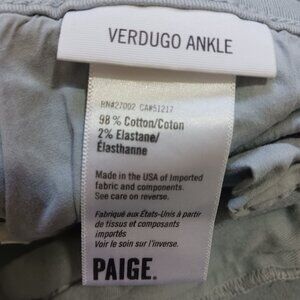 VERDUGO ANKLE
RN#27002 CA#51217
98 % Cotton/Coton
2% Elastane/
Élasthanne
Made in the USA of Imported
fabric and components.
See care on reverse.
Fabriqué aux États-Unis à partir
de tissus et composants
importés
Voir le soin sur l'inverse.
PAIGE.